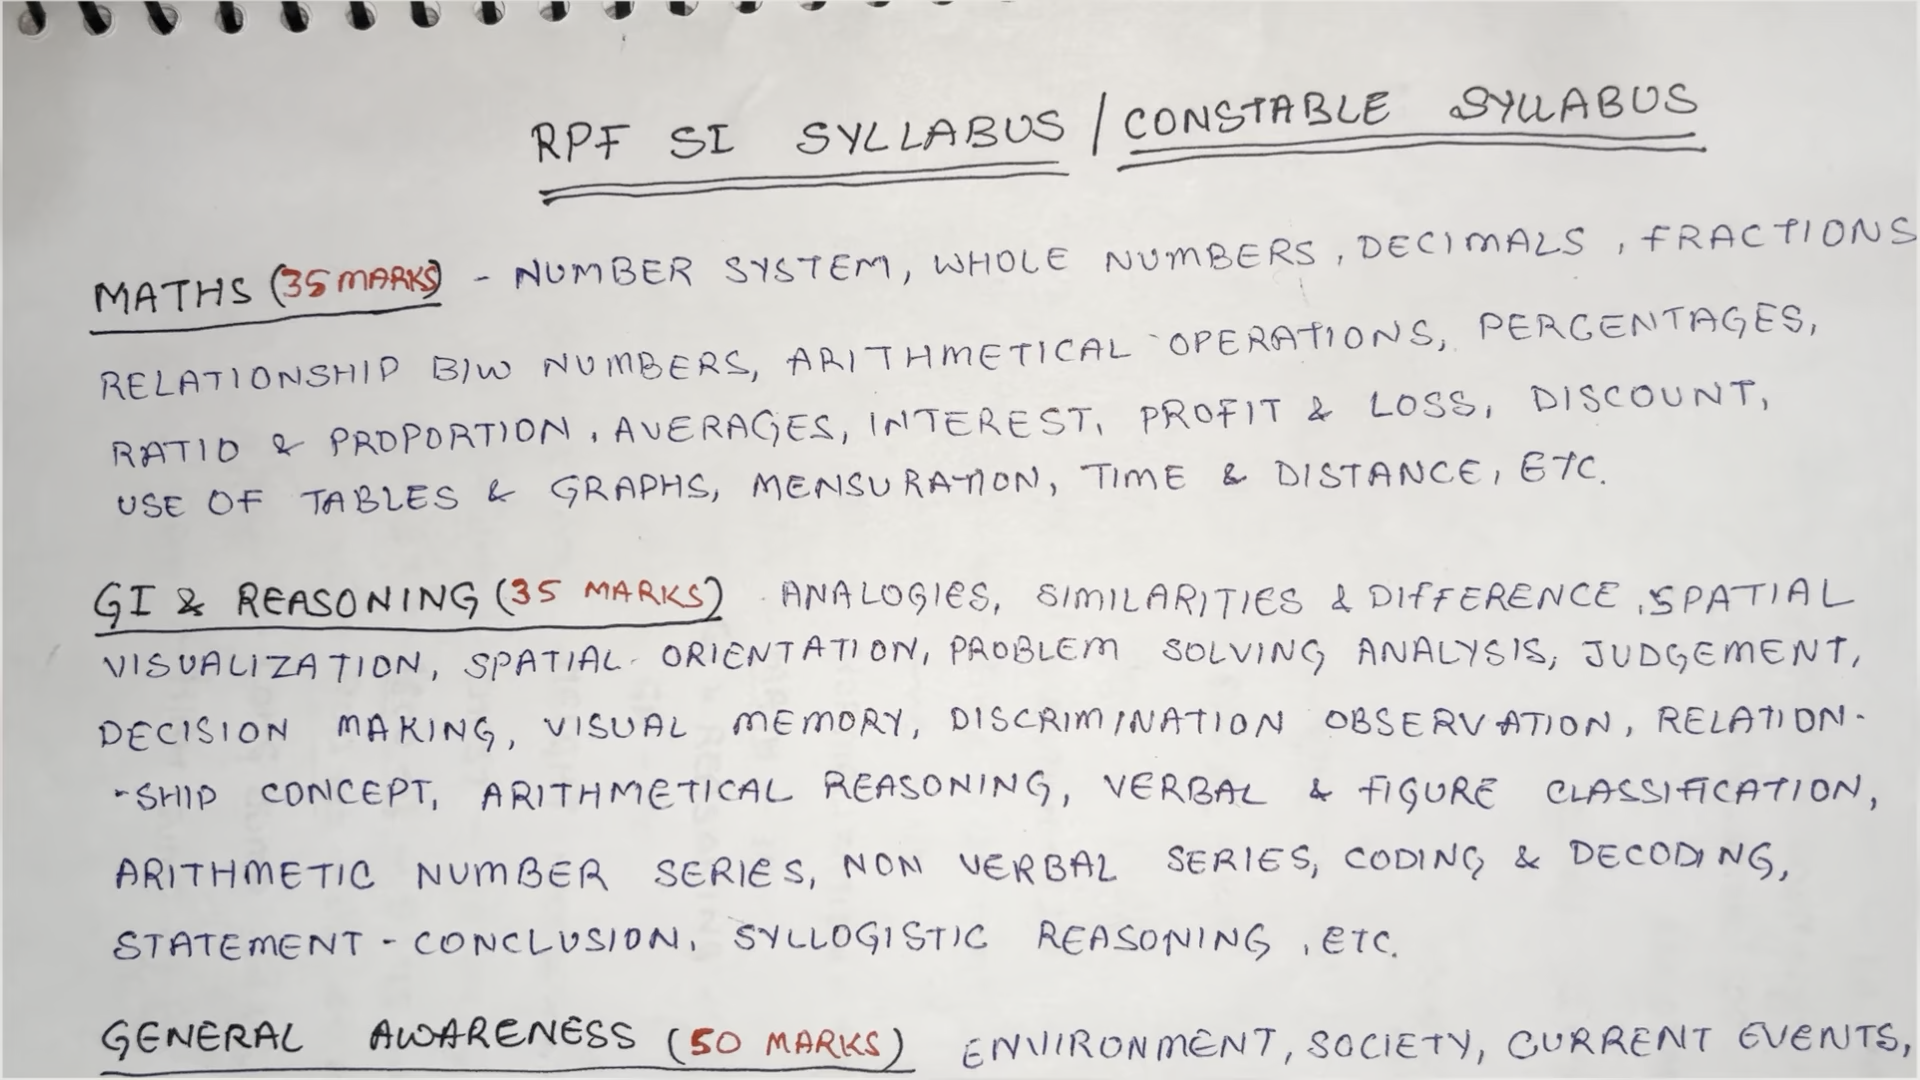 RPF SI SYLLABUS / CONSTABLE SYLLABUS
MATHS (35 MARKS) - NUMBER SYSTEM, WHOLE NUMBERS, DECIMALS, FRACTIONS
RELATIONSHIP B/W NUMBERS, ARITHMETICAL OPERATIONS, PERCENTAGES,
RATIO & PROPORTION, AVERAGES, INTEREST, PROFIT & LOSS, DISCOUNT,
USE OF TABLES & GRAPHS, MENSURATION, TIME & DISTANCE, ETC.
GI & REASONING (35 MARKS) ANALOGIES, SIMILARITIES & DIFFERENCE, SPATIAL
VISUALIZATION, SPATIAL ORIENTATION, PROBLEM SOLVING ANALYSIS, JUDGEMENT,
DECISION MAKING, VISUAL MEMORY, DISCRIMINATION OBSERVATION, RELATION-
-SHIP CONCEPT, ARITHMETICAL REASONING, VERBAL & FIGURE CLASSIFICATION,
ARITHMETIC NUMBER SERIES, NON VERBAL SERIES, CODING & DECODING,
STATEMENT - CONCLUSION, SYLLOGISTIC REASONING, ETC.
GENERAL AWARENESS (50 MARKS) ENVIRONMENT, SOCIETY, CURRENT EVENTS,